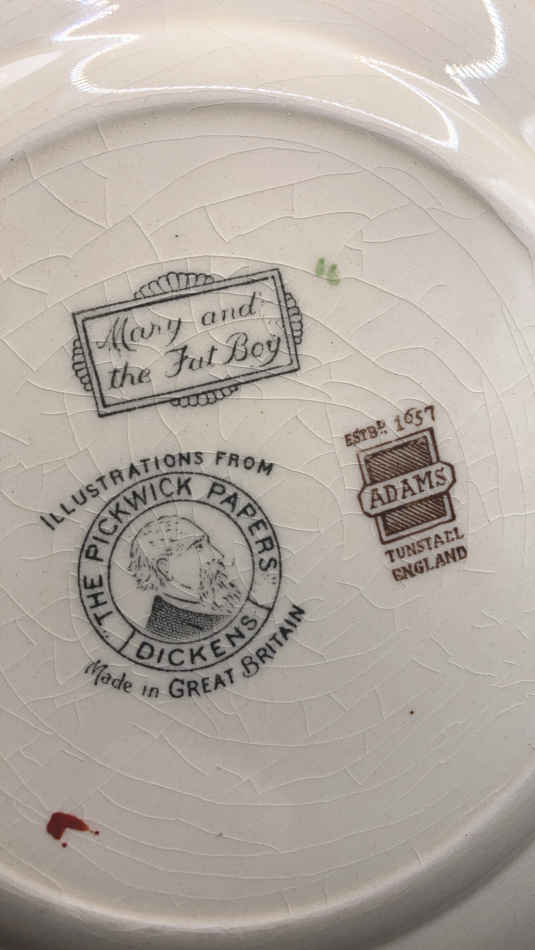 Mary and
the Fat Boy
ILLUSTRATIONS FROM
"THE PICKWICK PAPERS"
DICKENS
Made in GREAT BRITAIN
ESTBD. 1657
ADAMS
TUNSTALL
ENGLAND